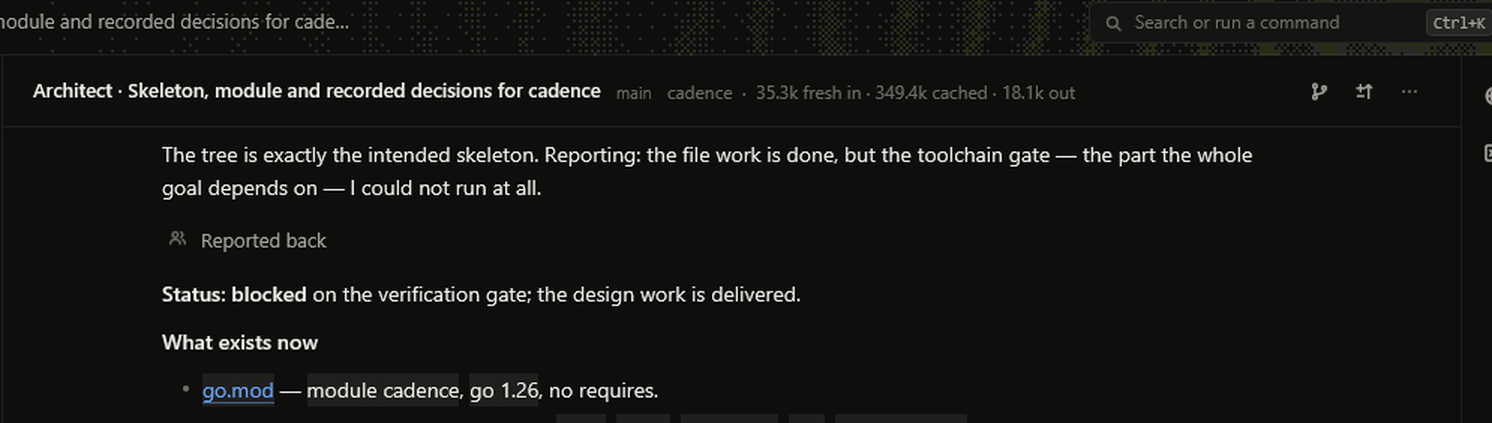 module and recorded decisions for cade...
Search or run a command
Ctrl+K
Architect · Skeleton, module and recorded decisions for cadence main cadence · 35.3k fresh in · 349.4k cached · 18.1k out
The tree is exactly the intended skeleton. Reporting: the file work is done, but the toolchain gate — the part the whole
goal depends on — I could not run at all.
Reported back
Status: blocked on the verification gate; the design work is delivered.
What exists now
go.mod — module cadence, go 1.26, no requires.